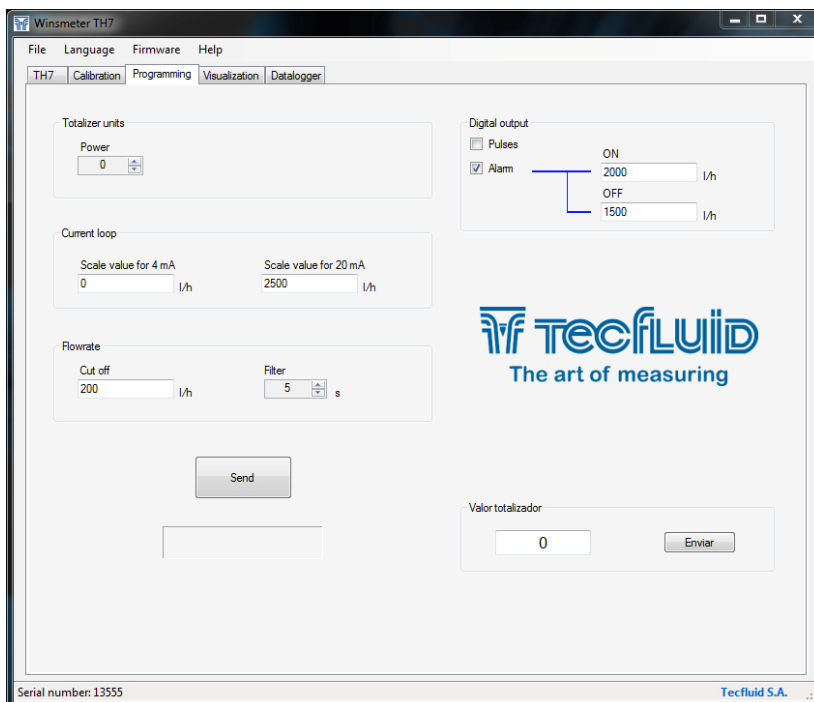 Winsmeter TH7
File Language Firmware Help
TH7 Calibration Programming Visualization Datalogger
Totalizer units
Power
0
Digital output
Pulses
Alarm
ON
2000 l/h
OFF
1500 l/h
Current loop
Scale value for 4 mA Scale value for 20 mA
0 l/h 2500 l/h
TECFLUID
The art of measuring
Flowrate
Cut off Filter
200 l/h 5 s
Send
Valor totalizador
0 Enviar
Serial number: 13555 Tecfluid S.A.